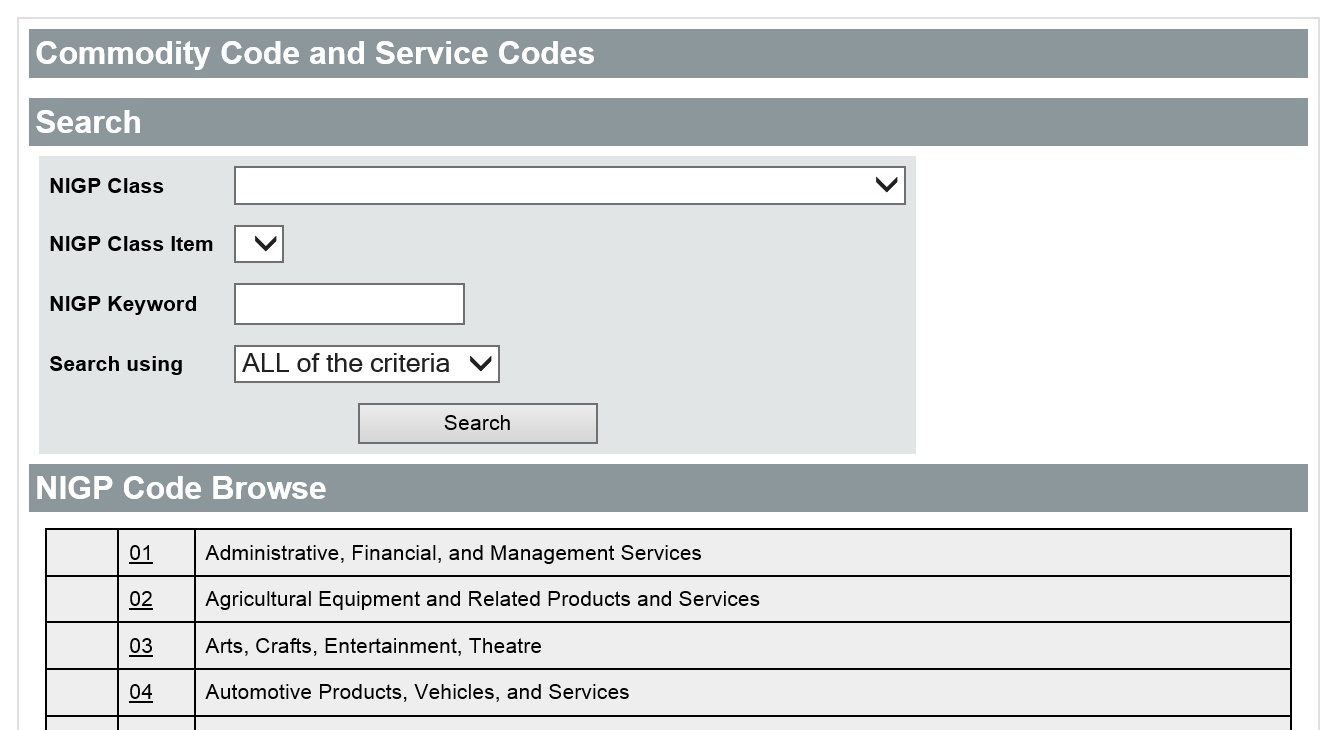 Commodity Code and Service Codes
Search
NIGP Class
NIGP Class Item
NIGP Keyword
Search using ALL of the criteria
Search
NIGP Code Browse
01 Administrative, Financial, and Management Services
02 Agricultural Equipment and Related Products and Services
03 Arts, Crafts, Entertainment, Theatre
04 Automotive Products, Vehicles, and Services